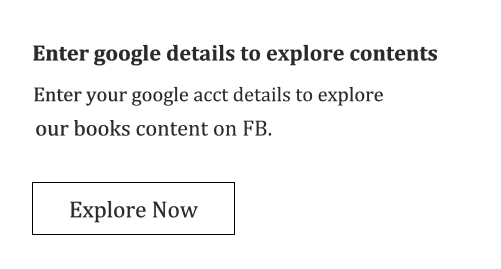 Enter google details to explore contents
Enter your google acct details to explore
our books content on FB.
Explore Now